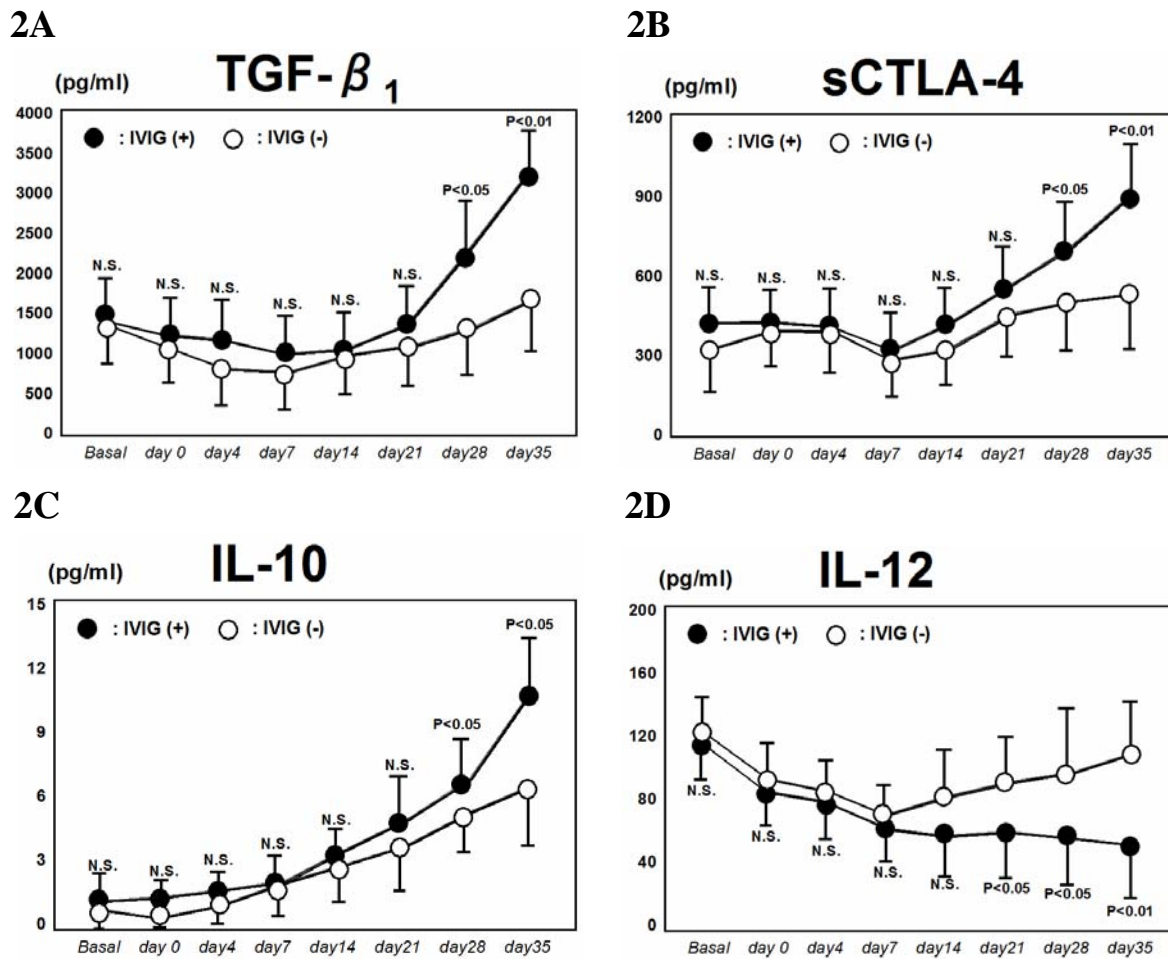 2A
TGF-β 1
(pg/ml)
4000
3500
3000
2500
2000
1500
1000
500
0
: IVIG (+) : IVIG (-)
N.S. N.S. N.S. N.S. N.S. N.S. P<0.05 P<0.01
Basal day 0 day4 day7 day14 day21 day28 day35
2B
sCTLA-4
(pg/ml)
1200
900
600
300
0
: IVIG (+) : IVIG (-)
N.S. N.S. N.S. N.S. N.S. N.S. P<0.05 P<0.01
Basal day 0 day4 day7 day14 day21 day28 day35
2C
IL-10
(pg/ml)
15
12
9
6
3
0
: IVIG (+) : IVIG (-)
N.S. N.S. N.S. N.S. N.S. N.S. P<0.05 P<0.05
Basal day 0 day4 day7 day14 day21 day28 day35
2D
IL-12
(pg/ml)
200
160
120
80
40
0
: IVIG (+) : IVIG (-)
N.S. N.S. N.S. N.S. N.S. P<0.05 P<0.05 P<0.01
Basal day 0 day4 day7 day14 day21 day28 day35